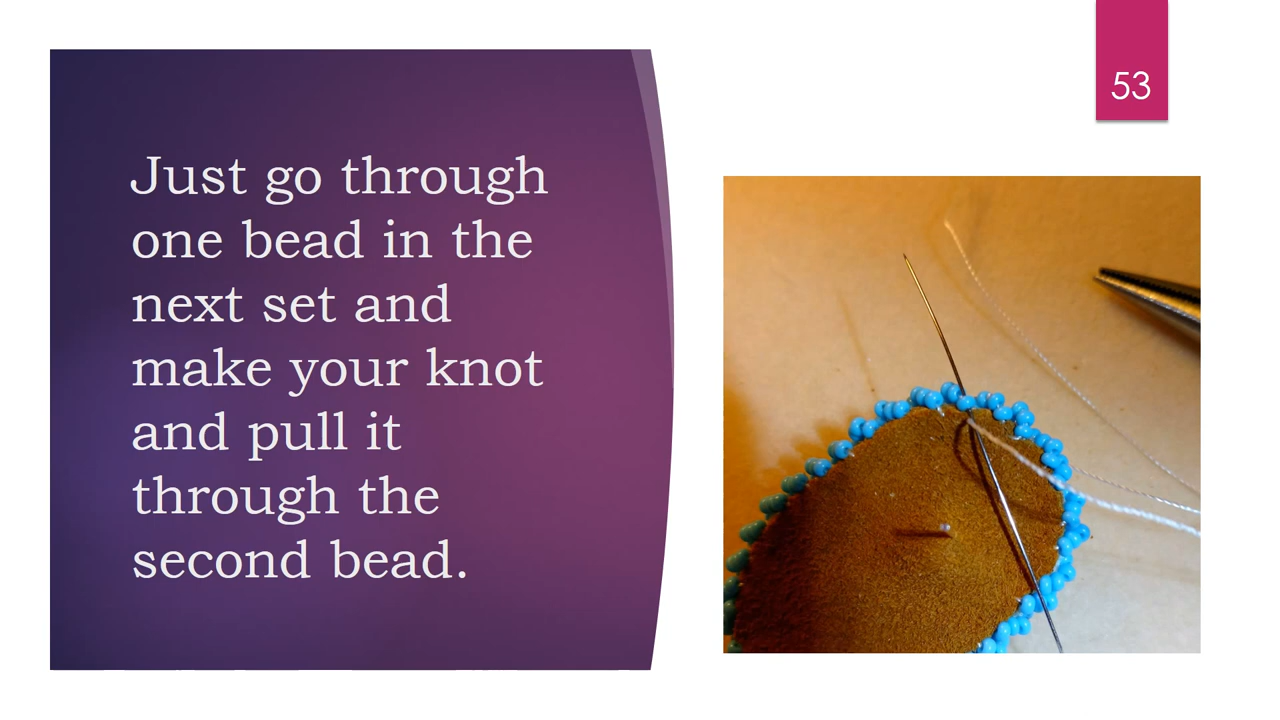 53
Just go through
one bead in the
next set and
make your knot
and pull it
through the
second bead.